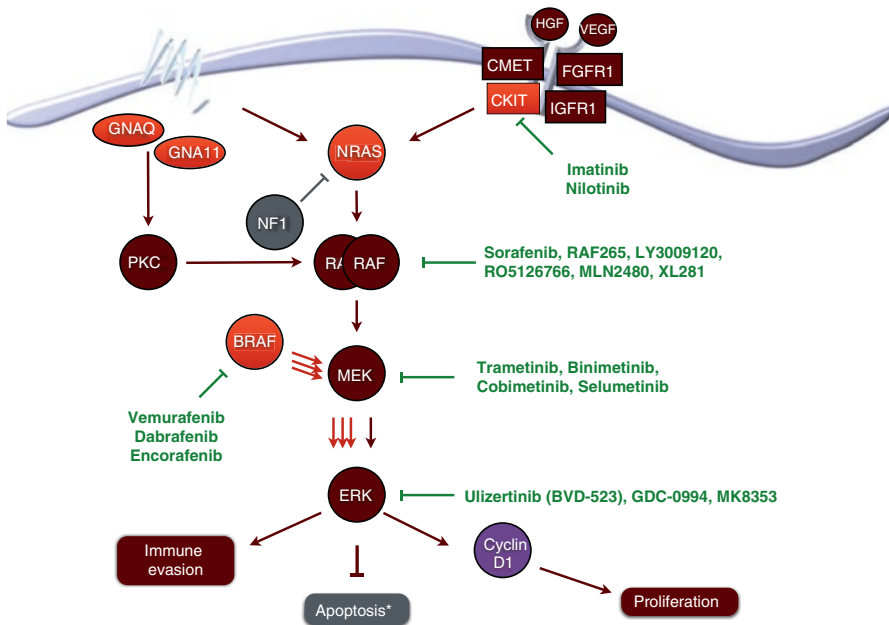 HGF
VEGF
CMET
FGFR1
CKIT
IGFR1
GNAQ
GNA11
NRAS
Imatinib
Nilotinib
NF1
PKC
RA
RAF
Sorafenib, RAF265, LY3009120,
RO5126766, MLN2480, XL281
BRAF
MEK
Trametinib, Binimetinib,
Cobimetinib, Selumetinib
Vemurafenib
Dabrafenib
Encorafenib
ERK
Ulizertinib (BVD-523), GDC-0994, MK8353
Immune
evasion
Cyclin
D1
Apoptosis*
Proliferation